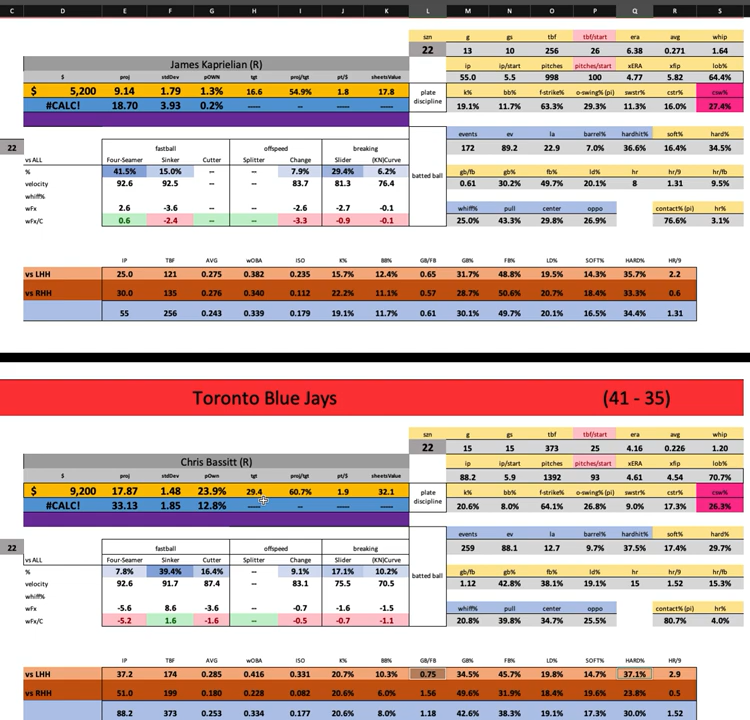 C D E F G H I J K L M N O P Q R S
szn g gs tbf tbf/start era avg whip
22 13 10 256 26 6.38 0.271 1.64
James Kaprielian (R) ip ip/start pitches pitches/start xERA xfip lob%
$ proj stdDev pOWN tgt proj/tgt pt/$ sheetsValue 55.0 5.5 998 100 4.77 5.82 64.4%
$ 5,200 9.14 1.79 1.3% 16.6 54.9% 1.8 17.8 plate discipline k% bb% f-strike% o-swing% (pi) swstr% cstr% csw%
#CALC! 18.70 3.93 0.2% ----- -- ---- ----- 19.1% 11.7% 63.3% 29.3% 11.3% 16.0% 27.4%
22 events ev la barrel% hardhit% soft% hard%
fastball offspeed breaking 172 89.2 22.9 7.0% 36.6% 16.4% 34.5%
vs ALL Four-Seamer Sinker Cutter Splitter Change Slider (KN)Curve
% 41.5% 15.0% -- -- 7.9% 29.4% 6.2% batted ball gb/fb gb% fb% ld% hr hr/9 hr/fb
velocity 92.6 92.5 -- -- 83.7 81.3 76.4 0.61 30.2% 49.7% 20.1% 8 1.31 9.5%
whiff%
wFx 2.6 -3.6 -- -- -2.6 -2.7 -0.1 whiff% pull center oppo contact% (pi) hr%
wFx/C 0.6 -2.4 -- -- -3.3 -0.9 -0.1 25.0% 43.3% 29.8% 26.9% 76.6% 3.1%
IP TBF AVG wOBA ISO K% BB% GB/FB GB% FB% LD% SOFT% HARD% HR/9
vs LHH 25.0 121 0.275 0.382 0.235 15.7% 12.4% 0.65 31.7% 48.8% 19.5% 14.3% 35.7% 2.2
vs RHH 30.0 135 0.276 0.340 0.112 22.2% 11.1% 0.57 28.7% 50.6% 20.7% 18.4% 33.3% 0.6
55 256 0.243 0.339 0.179 19.1% 11.7% 0.61 30.1% 49.7% 20.1% 16.5% 34.4% 1.31
Toronto Blue Jays (41 - 35)
szn g gs tbf tbf/start era avg whip
22 15 15 373 25 4.16 0.226 1.20
Chris Bassitt (R) ip ip/start pitches pitches/start xERA xfip lob%
$ proj stdDev pOwn tgt proj/tgt pt/$ sheetsValue 88.2 5.9 1392 93 4.61 4.54 70.7%
$ 9,200 17.87 1.48 23.9% 29.4 60.7% 1.9 32.1 plate discipline k% bb% f-strike% o-swing% (pi) swstr% cstr% csw%
#CALC! 33.13 1.85 12.8% ----- -- ---- ----- 20.6% 8.0% 64.1% 26.8% 9.0% 17.3% 26.3%
22 events ev la barrel% hardhit% soft% hard%
fastball offspeed breaking 259 88.1 12.7 9.7% 37.5% 17.4% 29.7%
vs ALL Four-Seamer Sinker Cutter Splitter Change Slider (KN)Curve
% 7.8% 39.4% 16.4% -- 9.1% 17.1% 10.2% batted ball gb/fb gb% fb% ld% hr hr/9 hr/fb
velocity 92.6 91.7 87.4 -- 83.1 75.5 70.5 1.12 42.8% 38.1% 19.1% 15 1.52 15.3%
whiff%
wFx -5.6 8.6 -3.6 -- -0.7 -1.6 -1.5 whiff% pull center oppo contact% (pi) hr%
wFx/C -5.2 1.6 -1.6 -- -0.5 -0.7 -1.1 20.8% 39.8% 34.7% 25.5% 80.7% 4.0%
IP TBF AVG wOBA ISO K% BB% GB/FB GB% FB% LD% SOFT% HARD% HR/9
vs LHH 37.2 174 0.285 0.416 0.331 20.7% 10.3% 0.75 34.5% 45.7% 19.8% 14.7% 37.1% 2.9
vs RHH 51.0 199 0.180 0.228 0.082 20.6% 6.0% 1.56 49.6% 31.9% 18.4% 19.6% 23.8% 0.5
88.2 373 0.253 0.334 0.177 20.6% 8.0% 1.18 42.6% 38.3% 19.1% 17.3% 30.0% 1.52